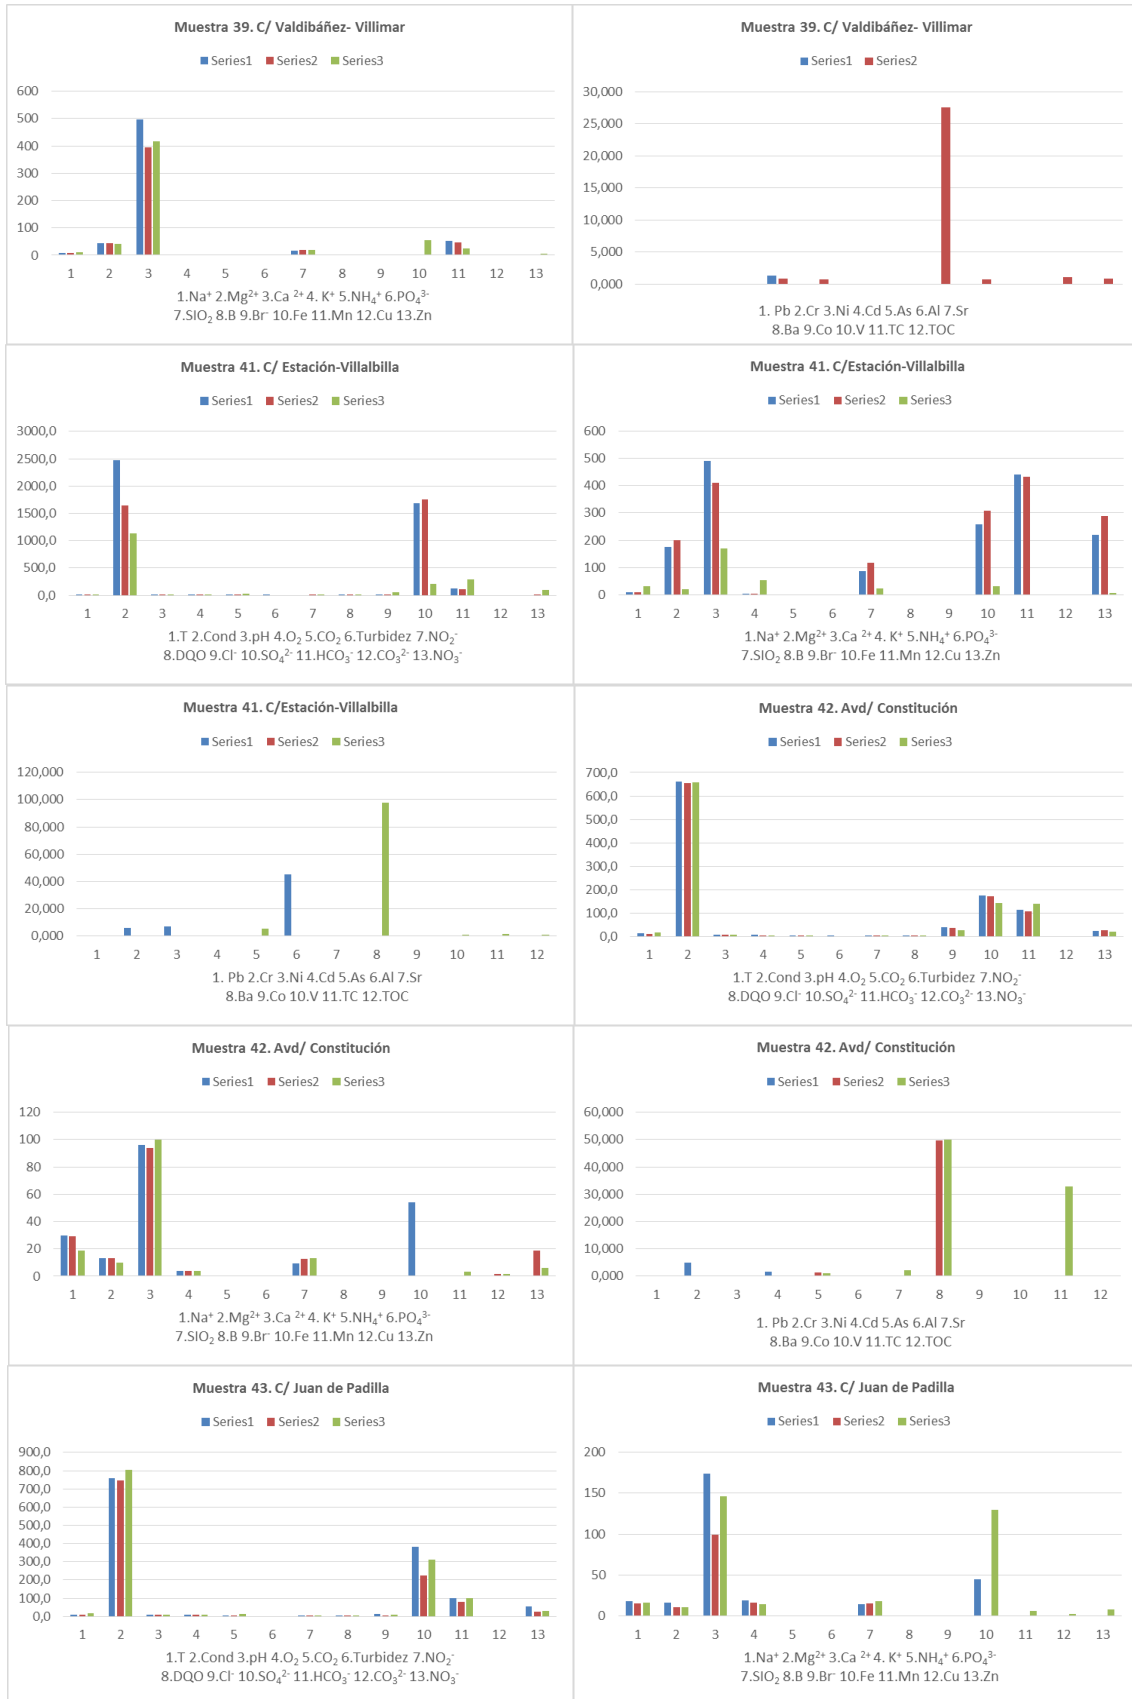 Muestra 39. C/ Valdibáñez- Villimar
Series1 Series2 Series3
600
500
400
300
200
100
0
1 2 3 4 5 6 7 8 9 10 11 12 13
1.Na⁺ 2.Mg²⁺ 3.Ca ²⁺ 4. K⁺ 5.NH₄⁺ 6.PO₄³⁻
7.SIO₂ 8.B 9.Br⁻ 10.Fe 11.Mn 12.Cu 13.Zn
Muestra 39. C/ Valdibáñez- Villimar
Series1 Series2
30,000
25,000
20,000
15,000
10,000
5,000
0,000
1. Pb 2.Cr 3.Ni 4.Cd 5.As 6.Al 7.Sr
8.Ba 9.Co 10.V 11.TC 12.TOC
Muestra 41. C/ Estación-Villalbilla
Series1 Series2 Series3
3000,0
2500,0
2000,0
1500,0
1000,0
500,0
0,0
1 2 3 4 5 6 7 8 9 10 11 12 13
1.T 2.Cond 3.pH 4.O₂ 5.CO₂ 6.Turbidez 7.NO₂⁻
8.DQO 9.Cl⁻ 10.SO₄²⁻ 11.HCO₃⁻ 12.CO₃²⁻ 13.NO₃⁻
Muestra 41. C/Estación-Villalbilla
Series1 Series2 Series3
600
500
400
300
200
100
0
1 2 3 4 5 6 7 8 9 10 11 12 13
1.Na⁺ 2.Mg²⁺ 3.Ca ²⁺ 4. K⁺ 5.NH₄⁺ 6.PO₄³⁻
7.SIO₂ 8.B 9.Br⁻ 10.Fe 11.Mn 12.Cu 13.Zn
Muestra 41. C/Estación-Villalbilla
Series1 Series2 Series3
120,000
100,000
80,000
60,000
40,000
20,000
0,000
1 2 3 4 5 6 7 8 9 10 11 12
1. Pb 2.Cr 3.Ni 4.Cd 5.As 6.Al 7.Sr
8.Ba 9.Co 10.V 11.TC 12.TOC
Muestra 42. Avd/ Constitución
Series1 Series2 Series3
700,0
600,0
500,0
400,0
300,0
200,0
100,0
0,0
1 2 3 4 5 6 7 8 9 10 11 12 13
1.T 2.Cond 3.pH 4.O₂ 5.CO₂ 6.Turbidez 7.NO₂⁻
8.DQO 9.Cl⁻ 10.SO₄²⁻ 11.HCO₃⁻ 12.CO₃²⁻ 13.NO₃⁻
Muestra 42. Avd/ Constitución
Series1 Series2 Series3
120
100
80
60
40
20
0
1 2 3 4 5 6 7 8 9 10 11 12 13
1.Na⁺ 2.Mg²⁺ 3.Ca ²⁺ 4. K⁺ 5.NH₄⁺ 6.PO₄³⁻
7.SIO₂ 8.B 9.Br⁻ 10.Fe 11.Mn 12.Cu 13.Zn
Muestra 42. Avd/ Constitución
Series1 Series2 Series3
60,000
50,000
40,000
30,000
20,000
10,000
0,000
1 2 3 4 5 6 7 8 9 10 11 12
1. Pb 2.Cr 3.Ni 4.Cd 5.As 6.Al 7.Sr
8.Ba 9.Co 10.V 11.TC 12.TOC
Muestra 43. C/ Juan de Padilla
Series1 Series2 Series3
900,0
800,0
700,0
600,0
500,0
400,0
300,0
200,0
100,0
0,0
1 2 3 4 5 6 7 8 9 10 11 12 13
1.T 2.Cond 3.pH 4.O₂ 5.CO₂ 6.Turbidez 7.NO₂⁻
8.DQO 9.Cl⁻ 10.SO₄²⁻ 11.HCO₃⁻ 12.CO₃²⁻ 13.NO₃⁻
Muestra 43. C/ Juan de Padilla
Series1 Series2 Series3
200
150
100
50
0
1 2 3 4 5 6 7 8 9 10 11 12 13
1.Na⁺ 2.Mg²⁺ 3.Ca ²⁺ 4. K⁺ 5.NH₄⁺ 6.PO₄³⁻
7.SIO₂ 8.B 9.Br⁻ 10.Fe 11.Mn 12.Cu 13.Zn